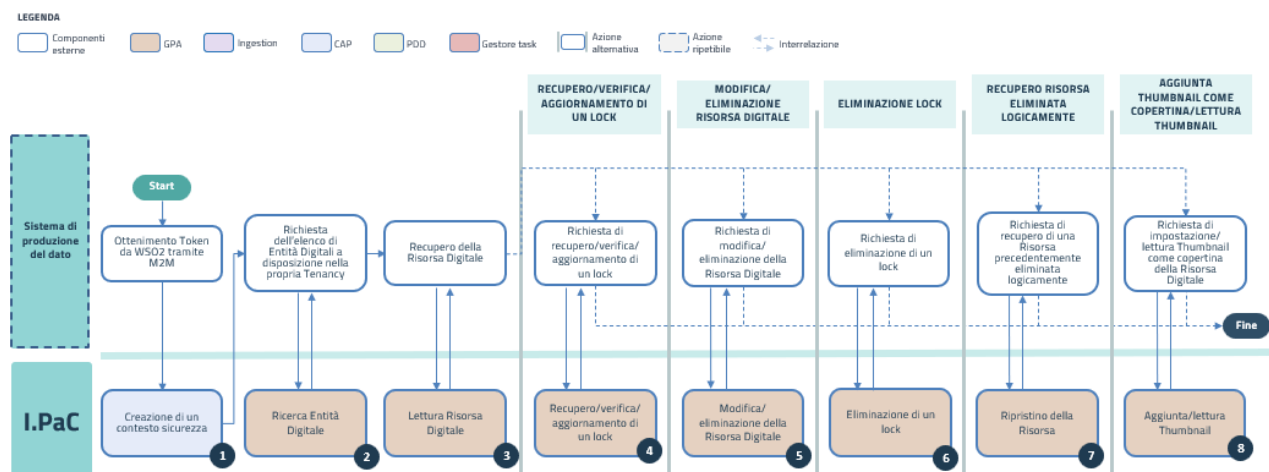 LEGENDA
Componenti
esterne
GPA
Ingestion
CAP
PDD
Gestore task
Azione
alternativa
Azione
ripetibile
Interrelazione
RECUPERO/VERIFICA/
AGGIORNAMENTO DI
UN LOCK
MODIFICA/
ELIMINAZIONE
RISORSA DIGITALE
ELIMINAZIONE LOCK
RECUPERO RISORSA
ELIMINATA
LOGICAMENTE
AGGIUNTA
THUMBNAIL COME
COPERTINA/LETTURA
THUMBNAIL
Sistema di
produzione
del dato
Start
Ottenimento Token
da WSO2 tramite
M2M
Richiesta
dell'elenco di
Entità Digitali a
disposizione nella
propria Tenancy
Recupero della
Risorsa Digitale
Richiesta di
recupero/verifica/
aggiornamento di
un lock
Richiesta di
modifica/
eliminazione della
Risorsa Digitale
Richiesta di
eliminazione di un
lock
Richiesta di
recupero di una
Risorsa
precedentemente
eliminata
logicamente
Richiesta di
impostazione/
lettura Thumbnail
come copertina
della Risorsa
Digitale
Fine
I.PaC
Creazione di un
contesto sicurezza
1
Ricerca Entità
Digitale
2
Lettura Risorsa
Digitale
3
Recupero/verifica/
aggiornamento di
un lock
4
Modifica/
eliminazione della
Risorsa Digitale
5
Eliminazione di un
lock
6
Ripristino della
Risorsa
7
Aggiunta/lettura
Thumbnail
8